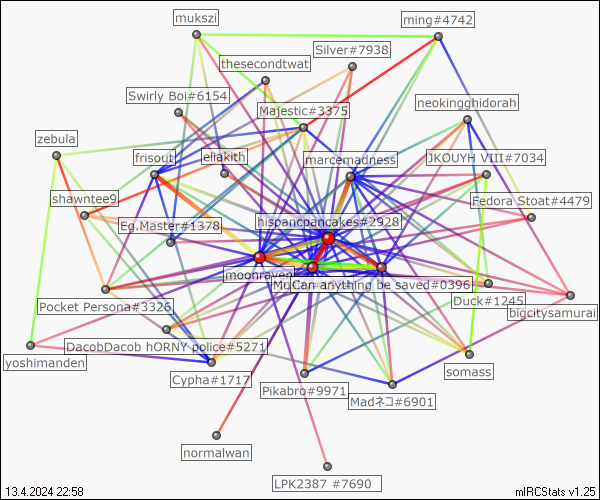 mukszi
ming#4742
Silver#7938
thesecondtwat
Swirly Boi#6154
Majestic#3375
neokingghidorah
zebula
frisout
eliakith
marcemadness
JKOUYH VIII#7034
shawntee9
Fedora Stoat#4479
Eg.Master#1378
hispancpancakes#2928
moonraven
Can anything be saved#0396
Pocket Persona#3326
Duck#1245
bigcitysamurai
DacobDacob hORNY police#5271
yoshimanden
Cypha#1717
somass
Pikabro#9971
Madネコ#6901
normalwan
LPK2387 #7690
13.4.2024 22:58
mIRCStats v1.25